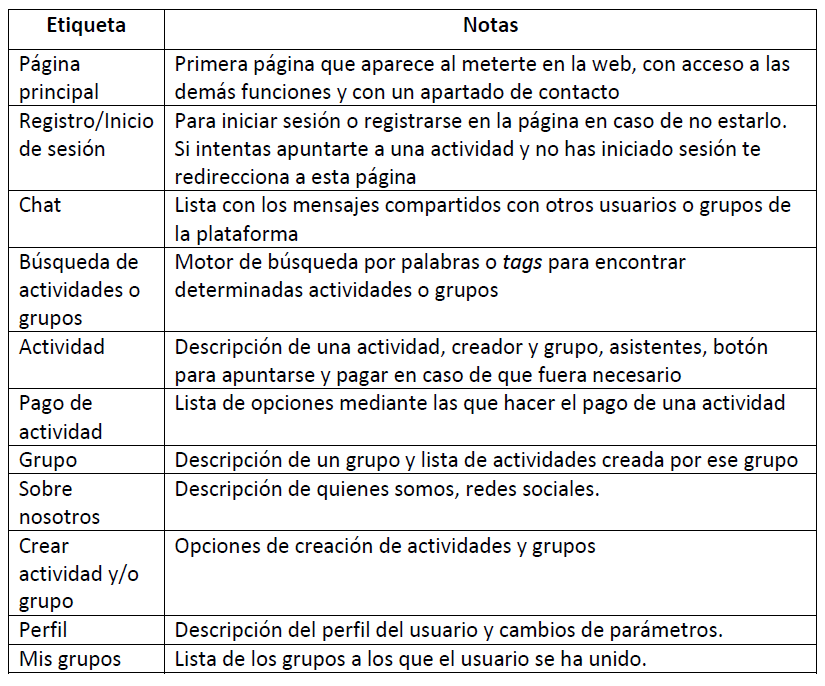 Etiqueta Notas
Página Primera página que aparece al meterte en la web, con acceso a las
principal demás funciones y con un apartado de contacto
Registro/Inicio Para iniciar sesión o registrarse en la página en caso de no estarlo.
de sesión Si intentas apuntarte a una actividad y no has iniciado sesión te
redirecciona a esta página
Chat Lista con los mensajes compartidos con otros usuarios o grupos de
la plataforma
Búsqueda de Motor de búsqueda por palabras o tags para encontrar
actividades o determinadas actividades o grupos
grupos
Actividad Descripción de una actividad, creador y grupo, asistentes, botón
para apuntarse y pagar en caso de que fuera necesario
Pago de Lista de opciones mediante las que hacer el pago de una actividad
actividad
Grupo Descripción de un grupo y lista de actividades creada por ese grupo
Sobre Descripción de quienes somos, redes sociales.
nosotros
Crear Opciones de creación de actividades y grupos
actividad y/o
grupo
Perfil Descripción del perfil del usuario y cambios de parámetros.
Mis grupos Lista de los grupos a los que el usuario se ha unido.